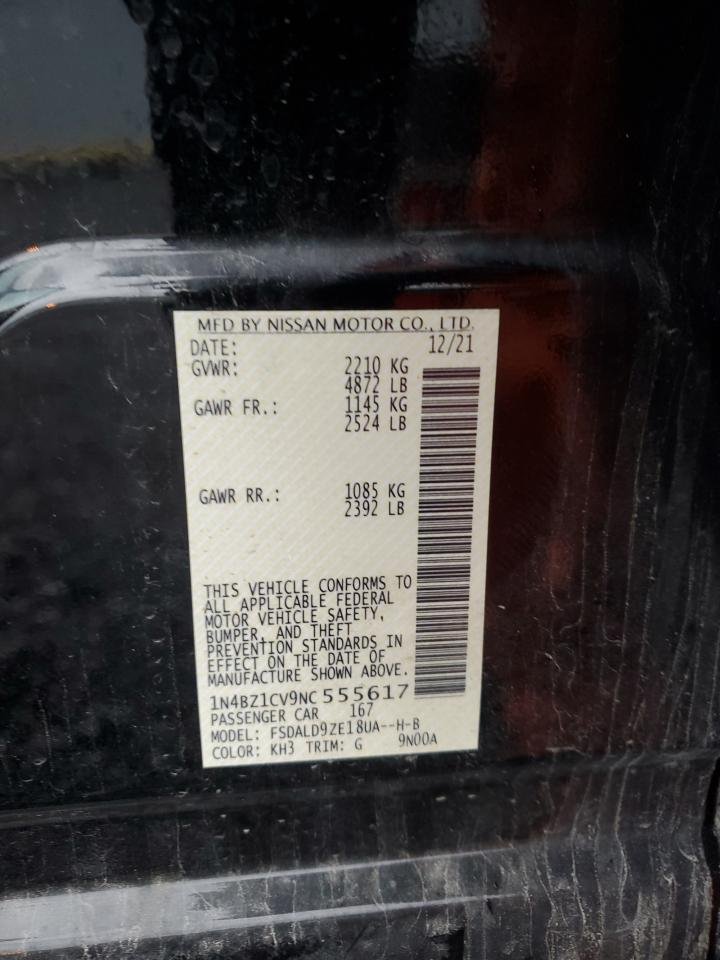 MFD BY NISSAN MOTOR CO., LTD.
DATE: 12/21
GVWR: 2210 KG
4872 LB
GAWR FR.: 1145 KG
2524 LB
GAWR RR.: 1085 KG
2392 LB
THIS VEHICLE CONFORMS TO
ALL APPLICABLE FEDERAL
MOTOR VEHICLE SAFETY,
BUMPER, AND THEFT
PREVENTION STANDARDS IN
EFFECT ON THE DATE OF
MANUFACTURE SHOWN ABOVE.
1N4BZ1CV9NC 555617
PASSENGER CAR 167
MODEL: FSDALD9ZE18UA--H-B
COLOR: KH3 TRIM: G 9N00A